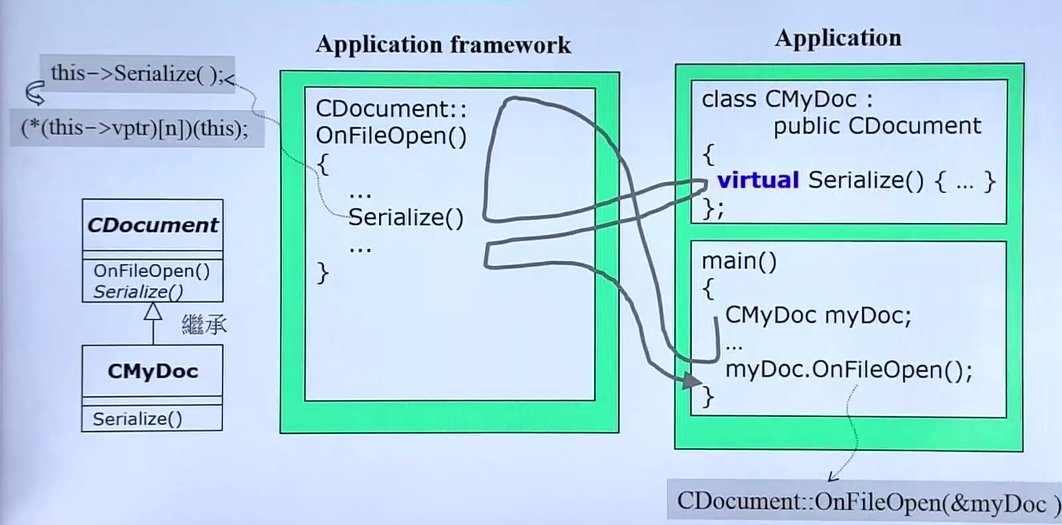 Application framework
Application
this->Serialize( );
(*(this->vptr)[n])(this);
CDocument::
OnFileOpen()
{
...
Serialize()
...
}
class CMyDoc :
public CDocument
{
virtual Serialize() { ... }
};
main()
{
CMyDoc myDoc;
...
myDoc.OnFileOpen();
}
CDocument
OnFileOpen()
Serialize()
繼承
CMyDoc
Serialize()
CDocument::OnFileOpen(&myDoc )